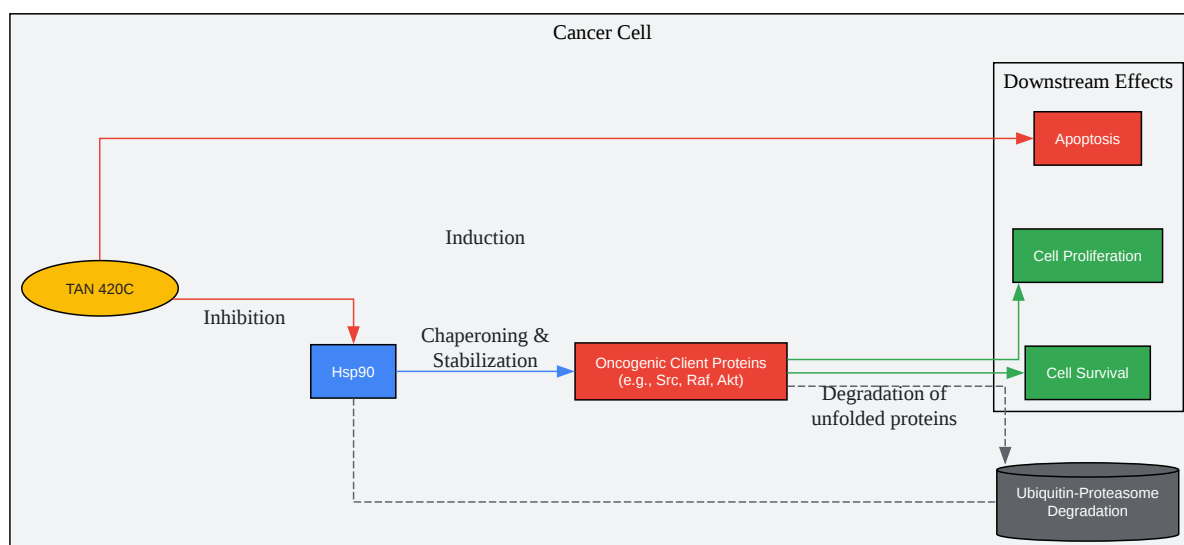 Cancer Cell
Downstream Effects
Apoptosis
Induction
Cell Proliferation
TAN 420C
Inhibition
Chaperoning &
Stabilization
Hsp90
Oncogenic Client Proteins
(e.g., Src, Raf, Akt)
Cell Survival
Degradation of
unfolded proteins
Ubiquitin-Proteasome
Degradation